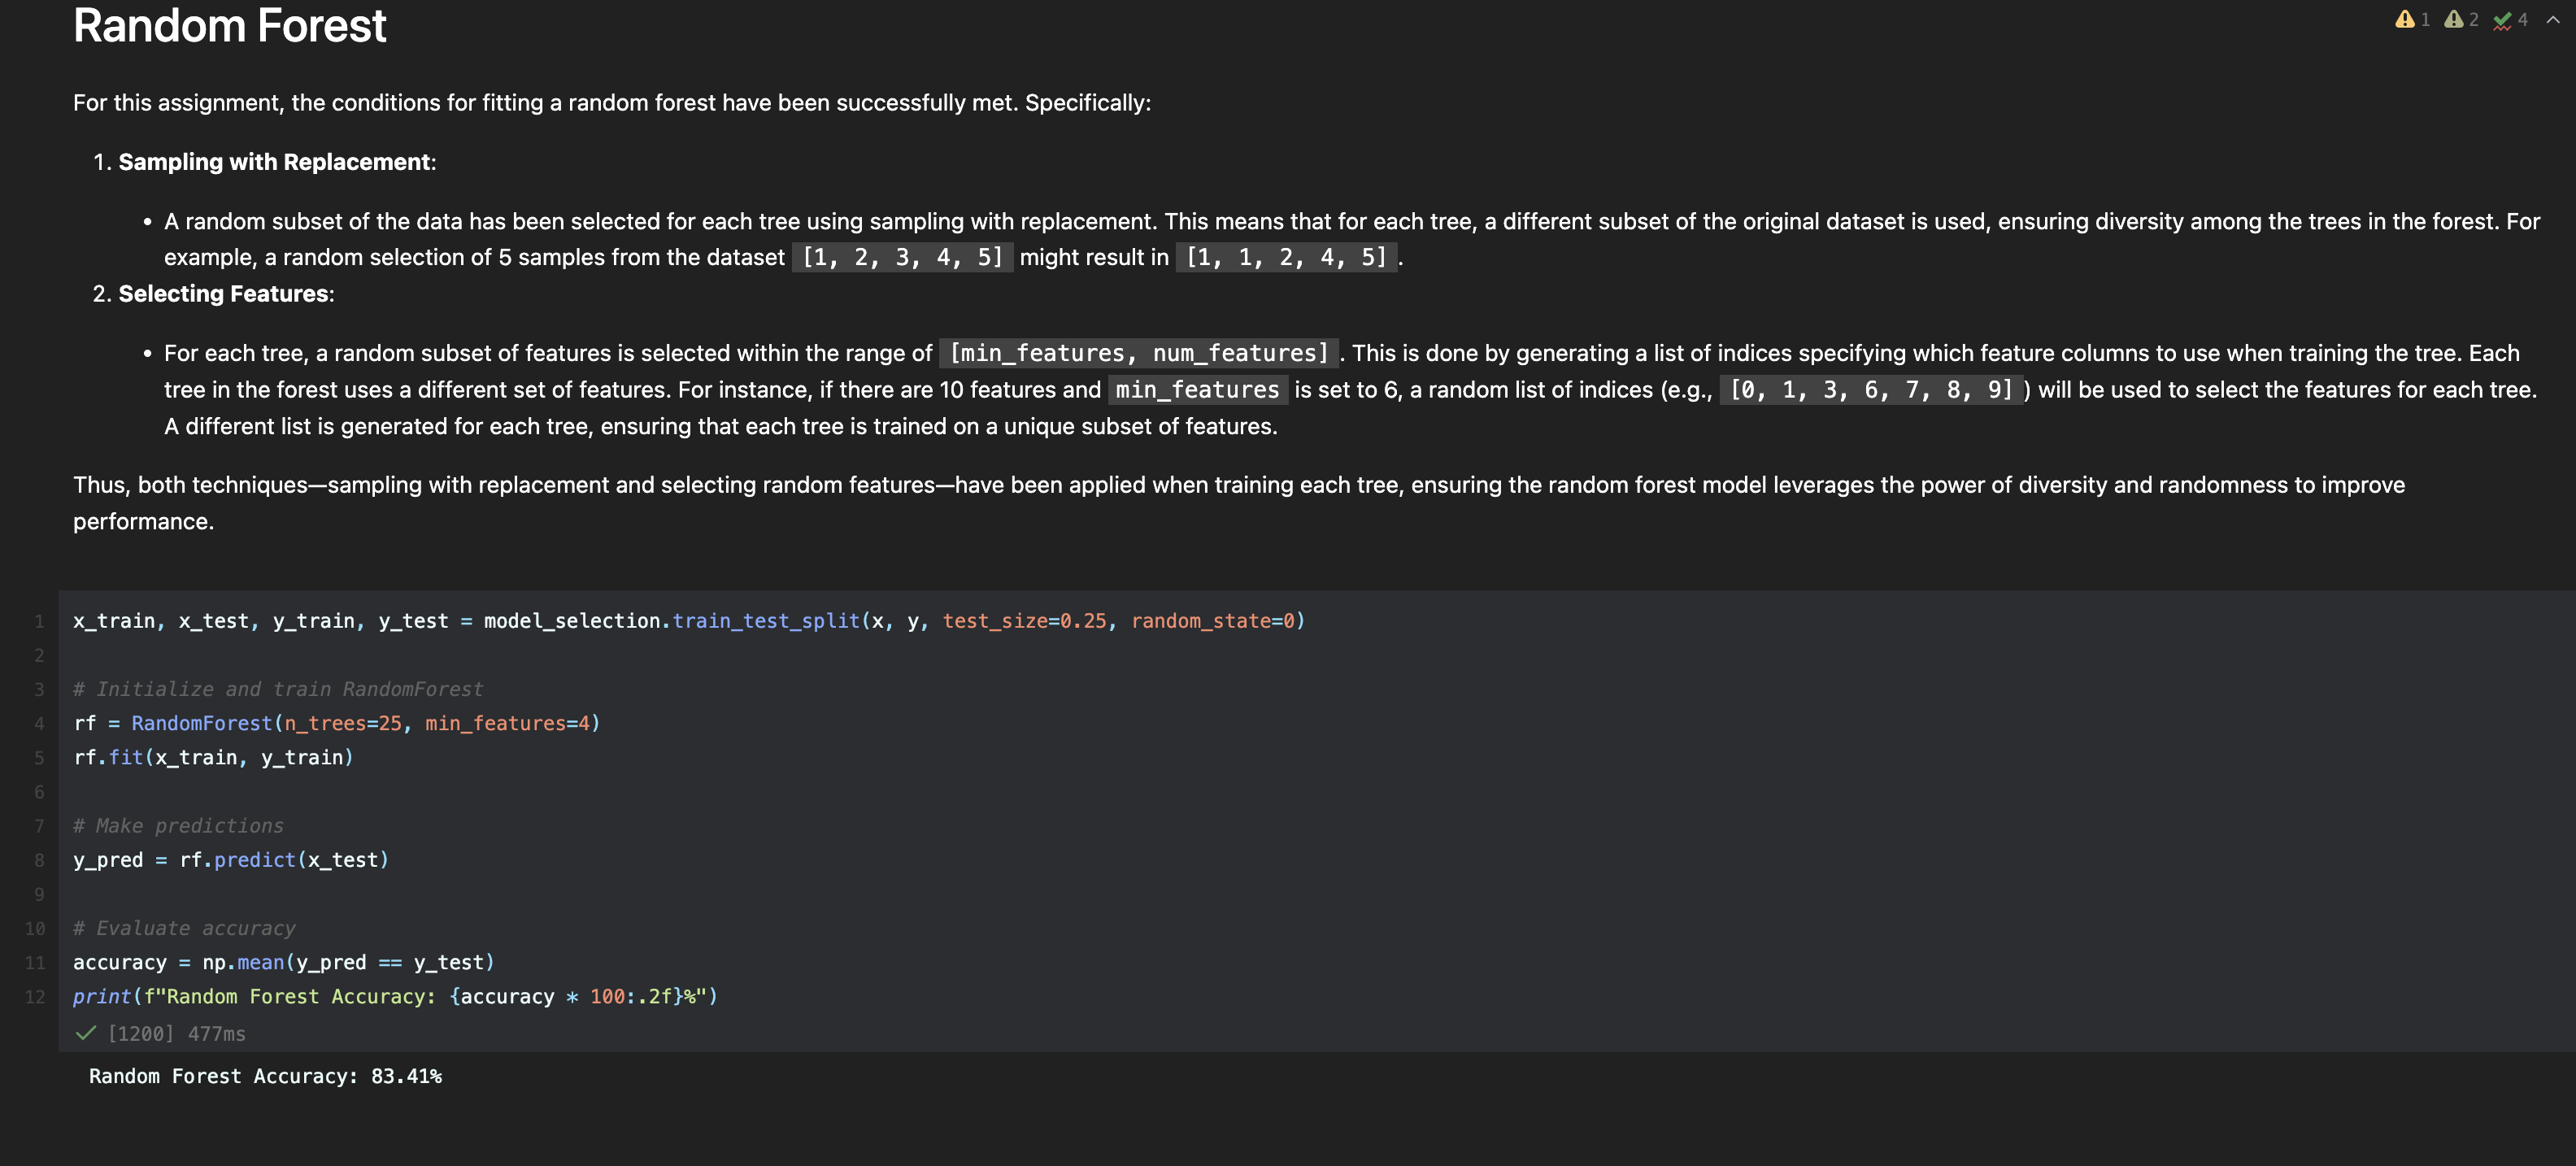 Random Forest
1 2 4
For this assignment, the conditions for fitting a random forest have been successfully met. Specifically:
1. Sampling with Replacement:
• A random subset of the data has been selected for each tree using sampling with replacement. This means that for each tree, a different subset of the original dataset is used, ensuring diversity among the trees in the forest. For
example, a random selection of 5 samples from the dataset [1, 2, 3, 4, 5] might result in [1, 1, 2, 4, 5].
2. Selecting Features:
• For each tree, a random subset of features is selected within the range of [min_features, num_features]. This is done by generating a list of indices specifying which feature columns to use when training the tree. Each
tree in the forest uses a different set of features. For instance, if there are 10 features and min_features is set to 6, a random list of indices (e.g., [0, 1, 3, 6, 7, 8, 9]) will be used to select the features for each tree.
A different list is generated for each tree, ensuring that each tree is trained on a unique subset of features.
Thus, both techniques—sampling with replacement and selecting random features—have been applied when training each tree, ensuring the random forest model leverages the power of diversity and randomness to improve
performance.
1 x_train, x_test, y_train, y_test = model_selection.train_test_split(x, y, test_size=0.25, random_state=0)
2
3 # Initialize and train RandomForest
4 rf = RandomForest(n_trees=25, min_features=4)
5 rf.fit(x_train, y_train)
6
7 # Make predictions
8 y_pred = rf.predict(x_test)
9
10 # Evaluate accuracy
11 accuracy = np.mean(y_pred == y_test)
12 print(f"Random Forest Accuracy: {accuracy * 100:.2f}%")
[1200] 477ms
Random Forest Accuracy: 83.41%